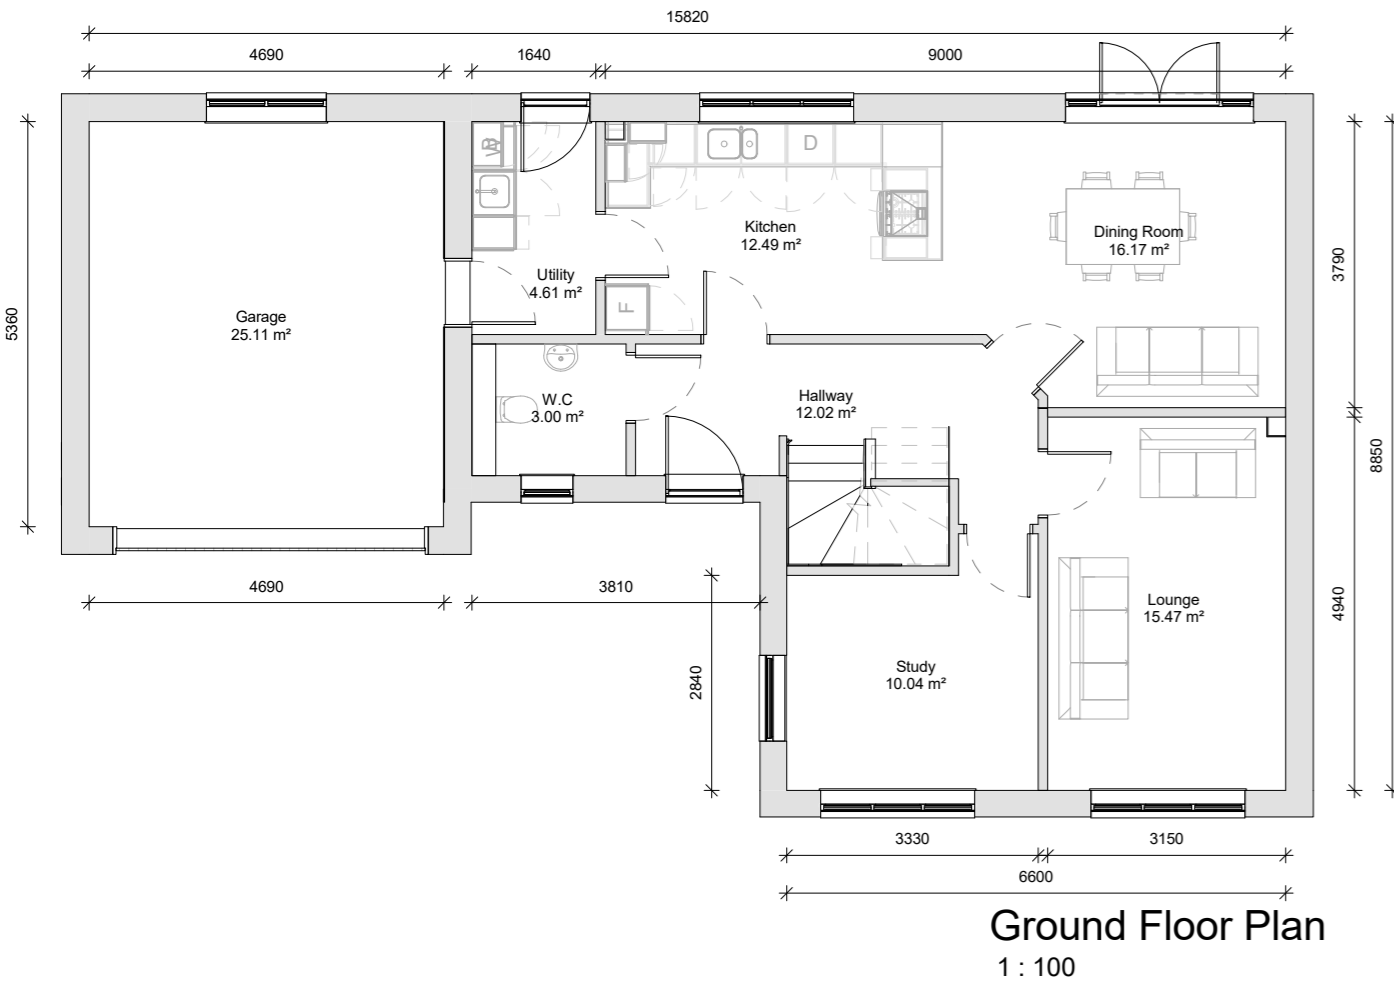 15820
4690
1640
9000
D
Kitchen
12.49 m²
Dining Room
16.17 m²
Utility
4.61 m²
F
Garage
25.11 m²
5360
3790
W.C
3.00 m²
Hallway
12.02 m²
8850
4690
3810
2840
4940
Lounge
15.47 m²
Study
10.04 m²
3330
3150
6600
Ground Floor Plan
1 : 100